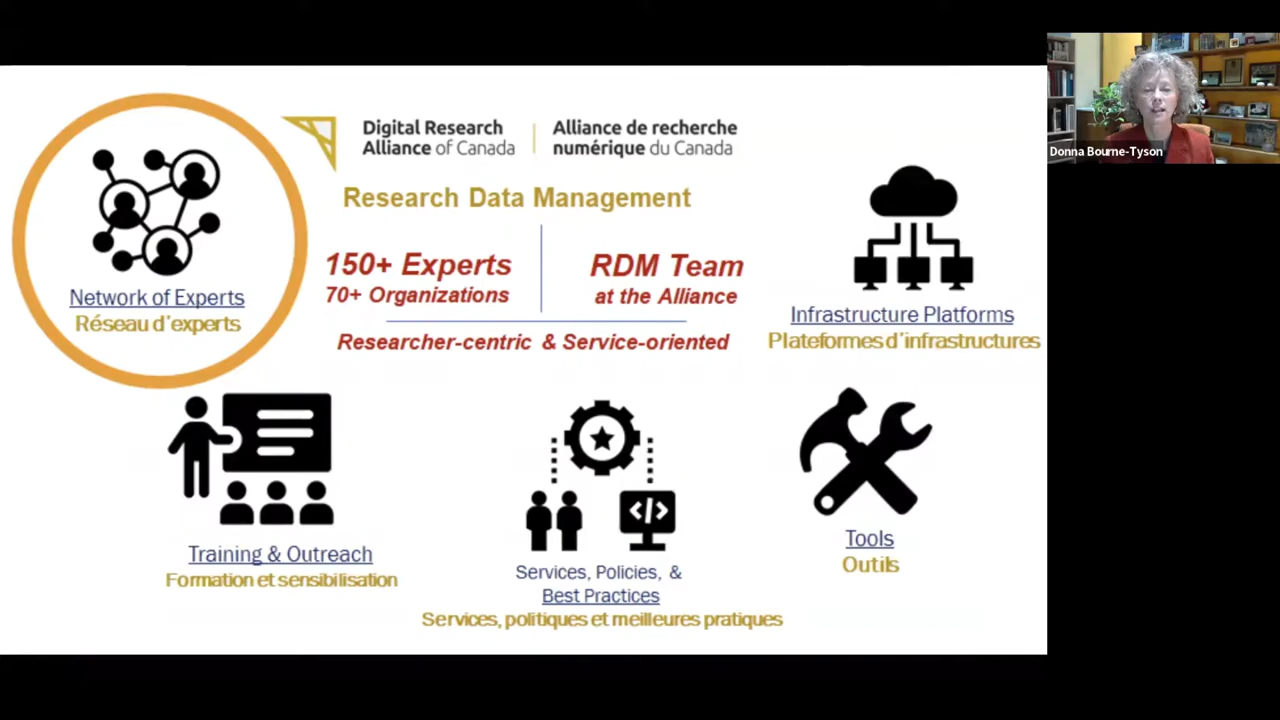 Digital Research
Alliance of Canada
Alliance de recherche
numérique du Canada
Research Data Management
150+ Experts
70+ Organizations
RDM Team
at the Alliance
Researcher-centric & Service-oriented
Network of Experts
Réseau d'experts
Infrastructure Platforms
Plateformes d'infrastructures
Training & Outreach
Formation et sensibilisation
Services, Policies, &
Best Practices
Services, politiques et meilleures pratiques
Tools
Outils
Donna Bourne-Tyson